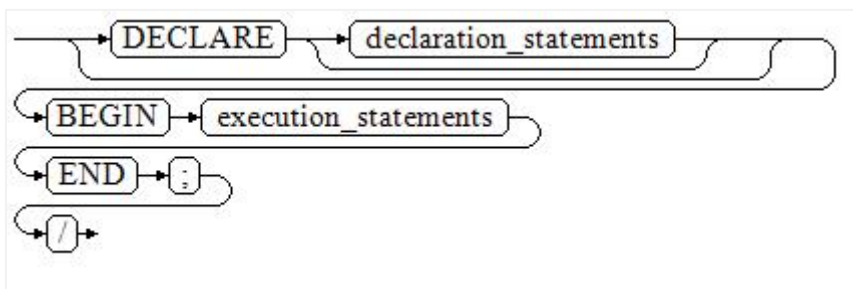 DECLARE declaration_statements
BEGIN execution_statements
END ;
/